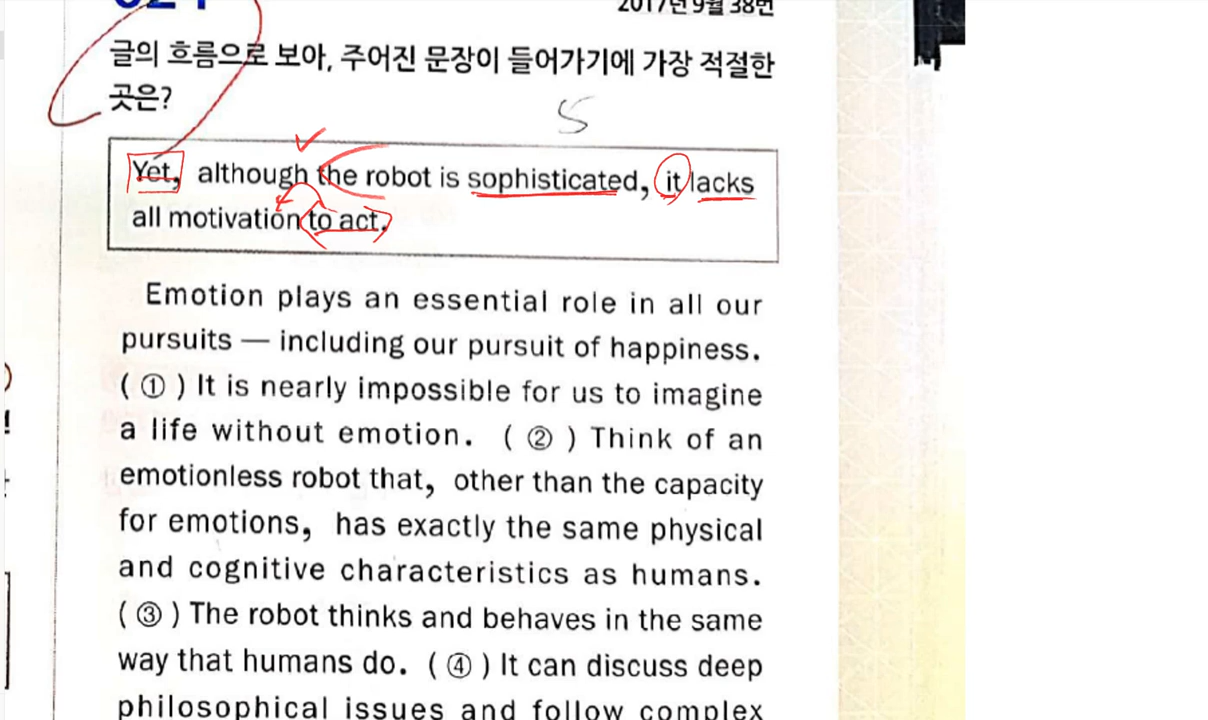 2017년 9월 38번
글의 흐름으로 보아, 주어진 문장이 들어가기에 가장 적절한
곳은?
5
Yet, although the robot is sophisticated, it lacks
all motivation to act.
Emotion plays an essential role in all our
pursuits — including our pursuit of happiness.
( ① ) It is nearly impossible for us to imagine
a life without emotion. ( ② ) Think of an
emotionless robot that, other than the capacity
for emotions, has exactly the same physical
and cognitive characteristics as humans.
( ③ ) The robot thinks and behaves in the same
way that humans do. ( ④ ) It can discuss deep
philosophical issues and follow complex